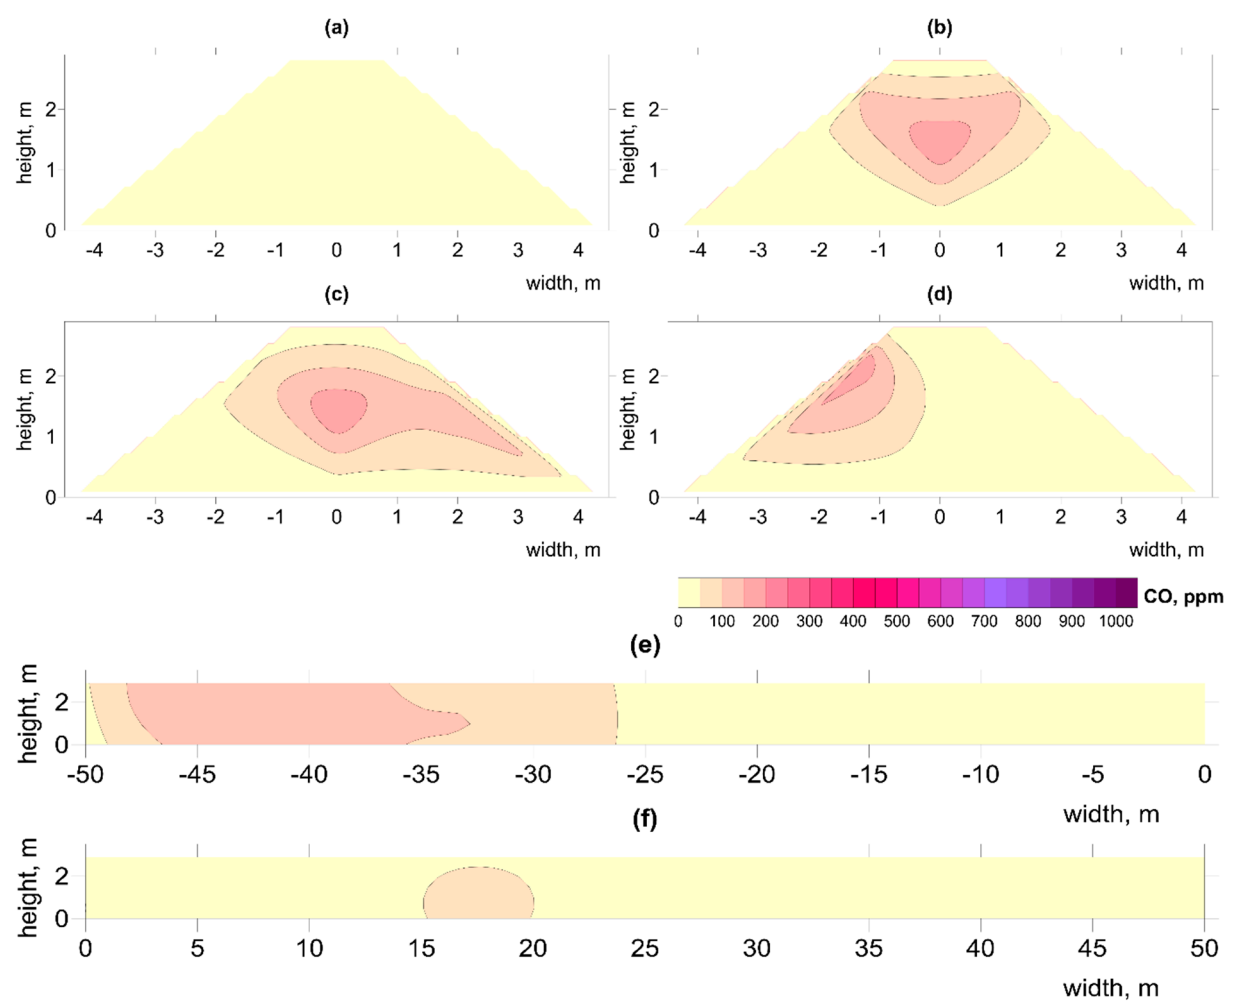 (a) (b)
height, m 2 1 0
-4 -3 -2 -1 0 1 2 3 4
width, m
height, m 2 1 0
-4 -3 -2 -1 0 1 2 3 4
width, m
(c) (d)
height, m 2 1 0
-4 -3 -2 -1 0 1 2 3 4
width, m
height, m 2 1 0
-4 -3 -2 -1 0 1 2 3 4
width, m
CO, ppm
0 100 200 300 400 500 600 700 800 900 1000
(e)
height, m 2 0
-50 -45 -40 -35 -30 -25 -20 -15 -10 -5 0
width, m
(f)
height, m 2 0
0 5 10 15 20 25 30 35 40 45 50
width, m